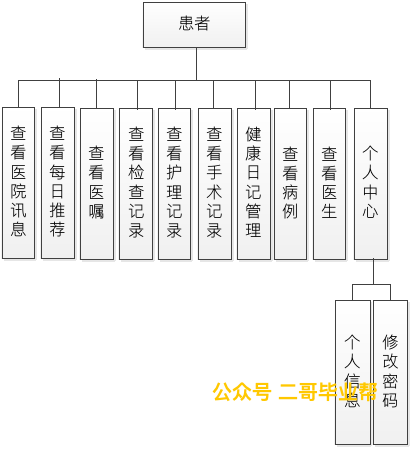 患者
查看医院讯息
查看每日推荐
查看医嘱
查看检查记录
查看护理记录
查看手术记录
健康日记管理
查看病例
查看医生
个人中心
个人信息
修改密码
公众号 二哥毕业帮